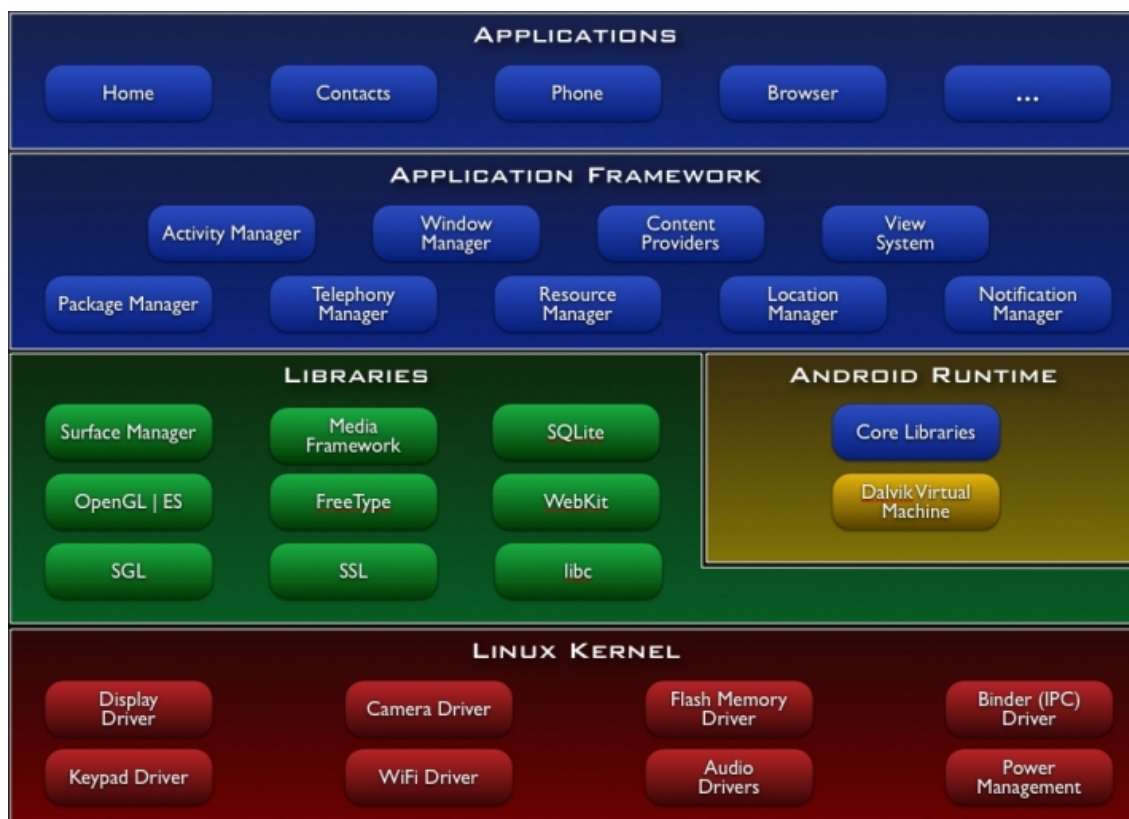 APPLICATIONS
Home
Contacts
Phone
Browser
...
APPLICATION FRAMEWORK
Activity Manager
Window
Manager
Content
Providers
View
System
Package Manager
Telephony
Manager
Resource
Manager
Location
Manager
Notification
Manager
LIBRARIES
Surface Manager
Media
Framework
SQLite
OpenGL | ES
FreeType
WebKit
SGL
SSL
libc
ANDROID RUNTIME
Core Libraries
Dalvik Virtual
Machine
LINUX KERNEL
Display
Driver
Camera Driver
Flash Memory
Driver
Binder (IPC)
Driver
Keypad Driver
WiFi Driver
Audio
Drivers
Power
Management